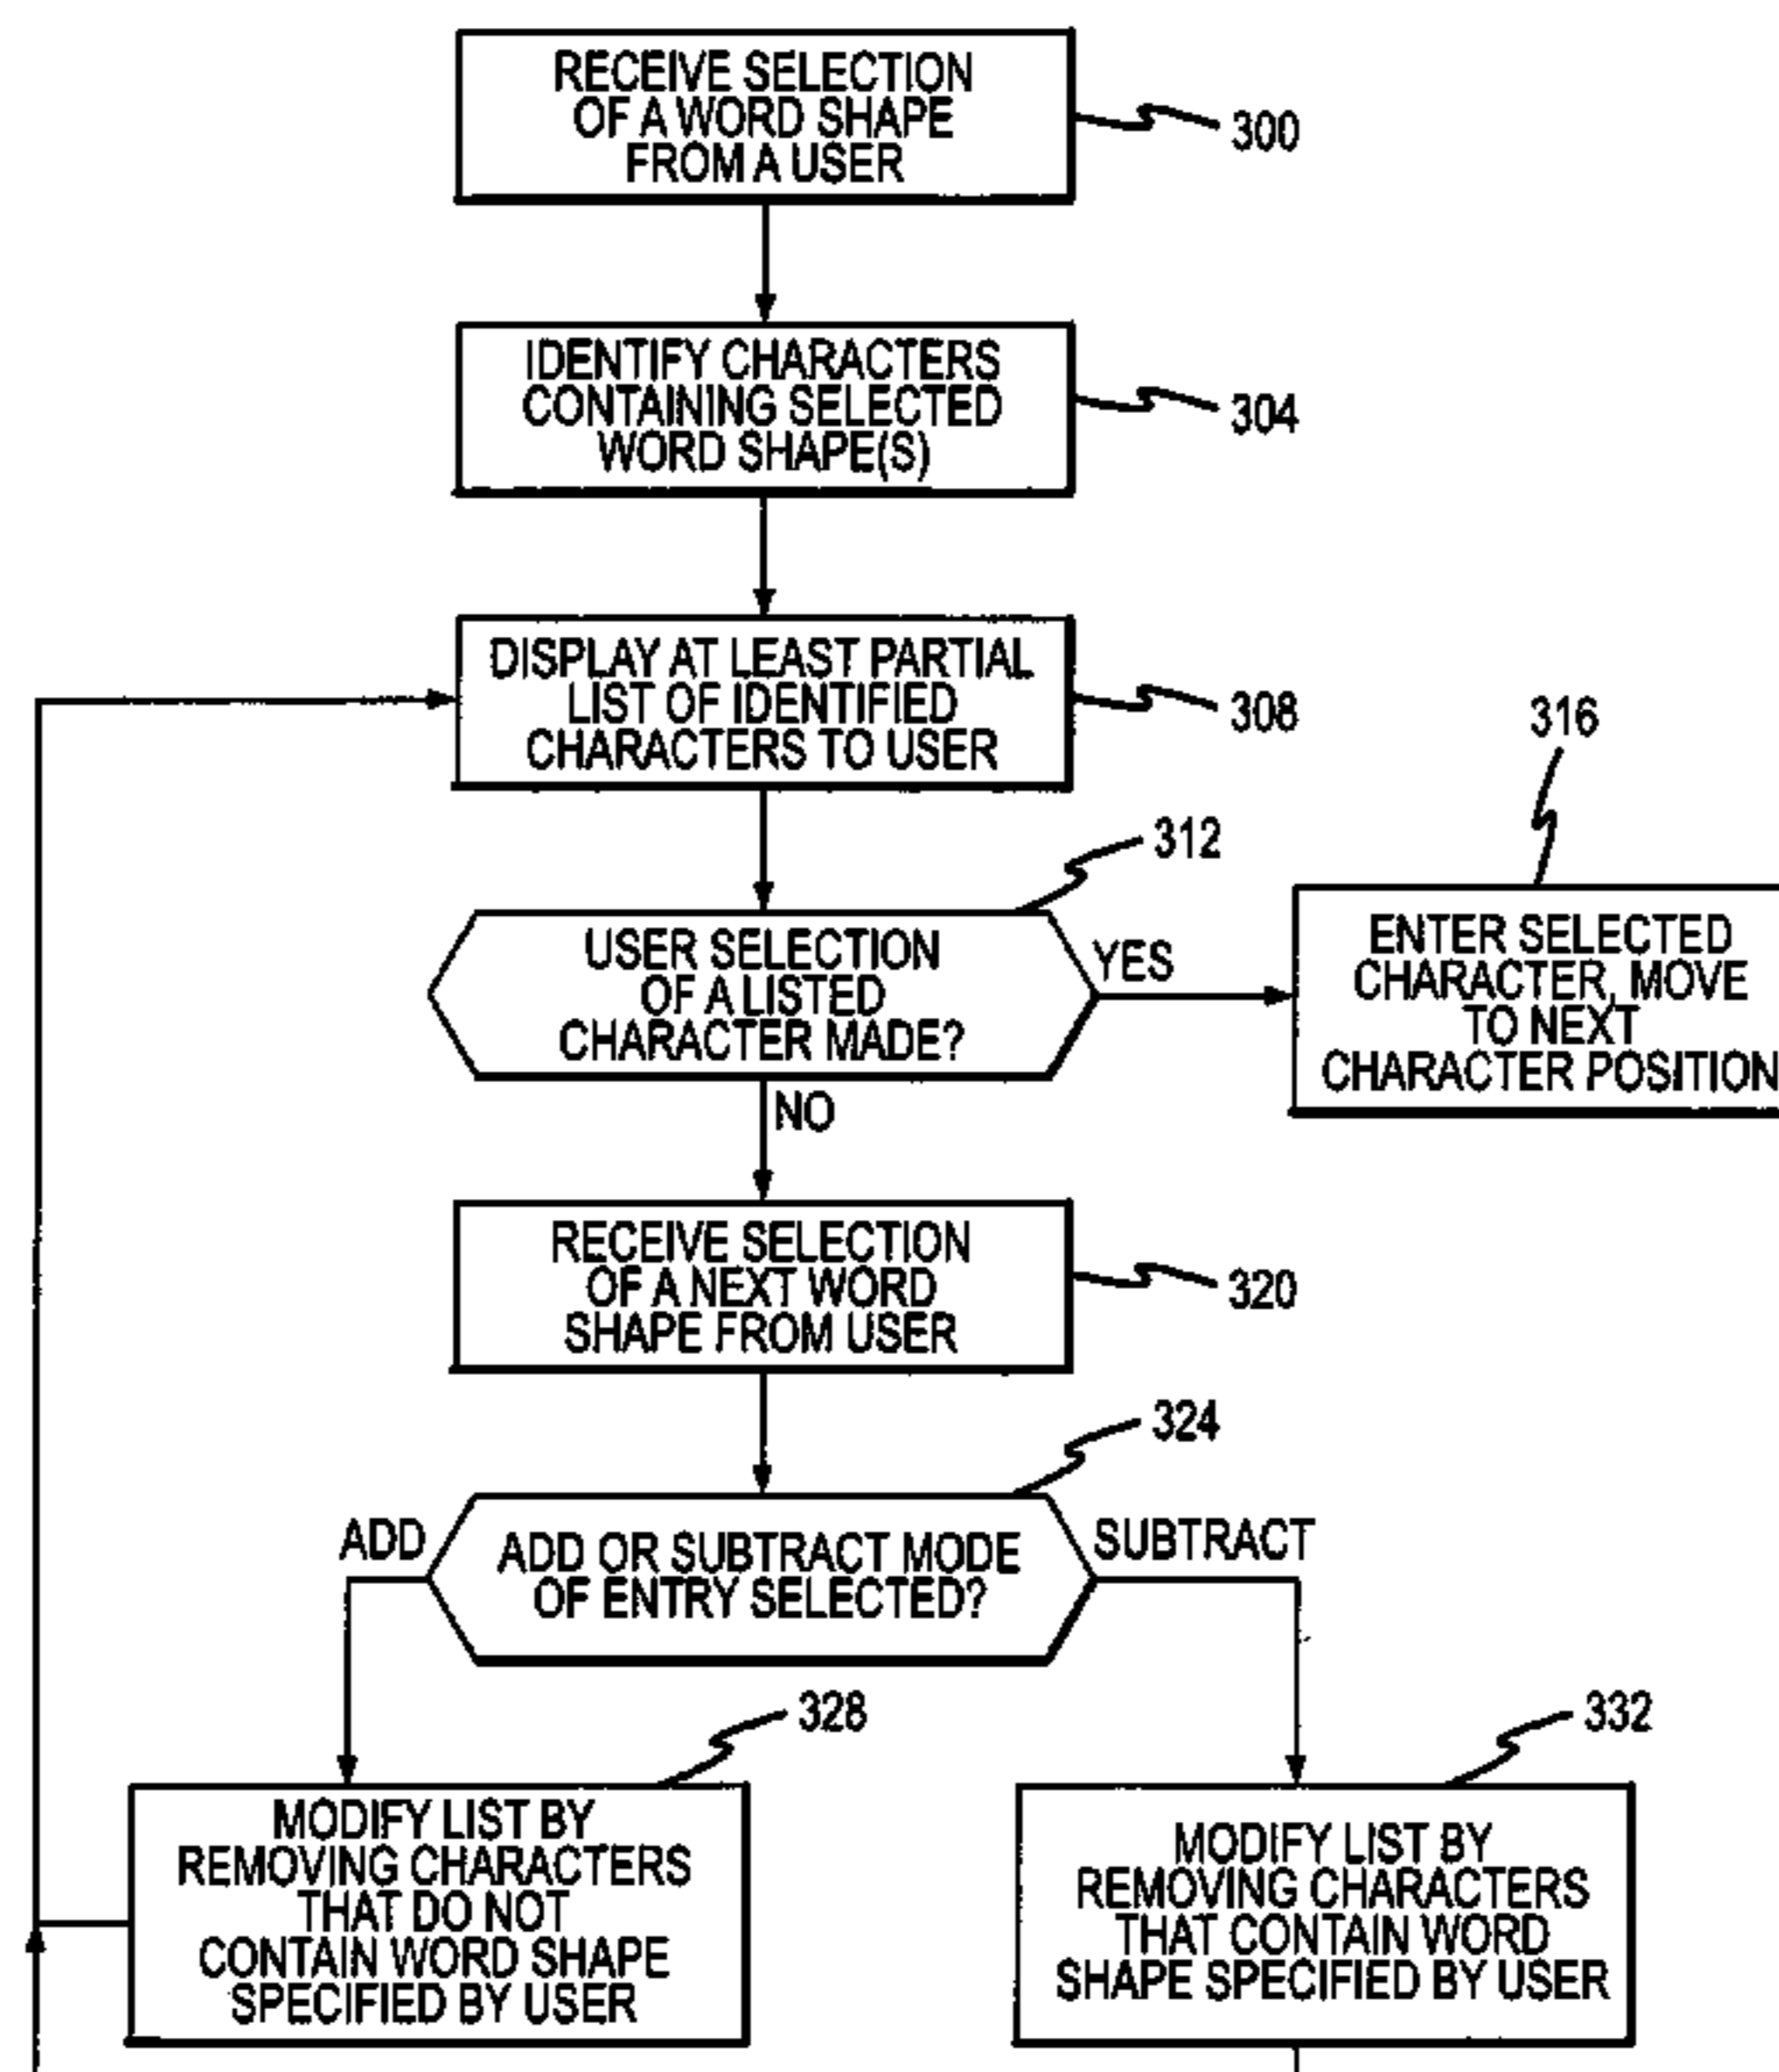 RECEIVE SELECTION
OF A WORD SHAPE
FROM A USER
300
IDENTIFY CHARACTERS
CONTAINING SELECTED
WORD SHAPE(S)
304
DISPLAY AT LEAST PARTIAL
LIST OF IDENTIFIED
CHARACTERS TO USER
308
316
312
USER SELECTION
OF A LISTED
CHARACTER MADE?
YES
ENTER SELECTED
CHARACTER, MOVE
TO NEXT
CHARACTER POSITION
NO
RECEIVE SELECTION
OF A NEXT WORD
SHAPE FROM USER
320
324
ADD
ADD OR SUBTRACT MODE
OF ENTRY SELECTED?
SUBTRACT
328
MODIFY LIST BY
REMOVING CHARACTERS
THAT DO NOT
CONTAIN WORD SHAPE
SPECIFIED BY USER
332
MODIFY LIST BY
REMOVING CHARACTERS
THAT CONTAIN WORD
SHAPE SPECIFIED BY USER